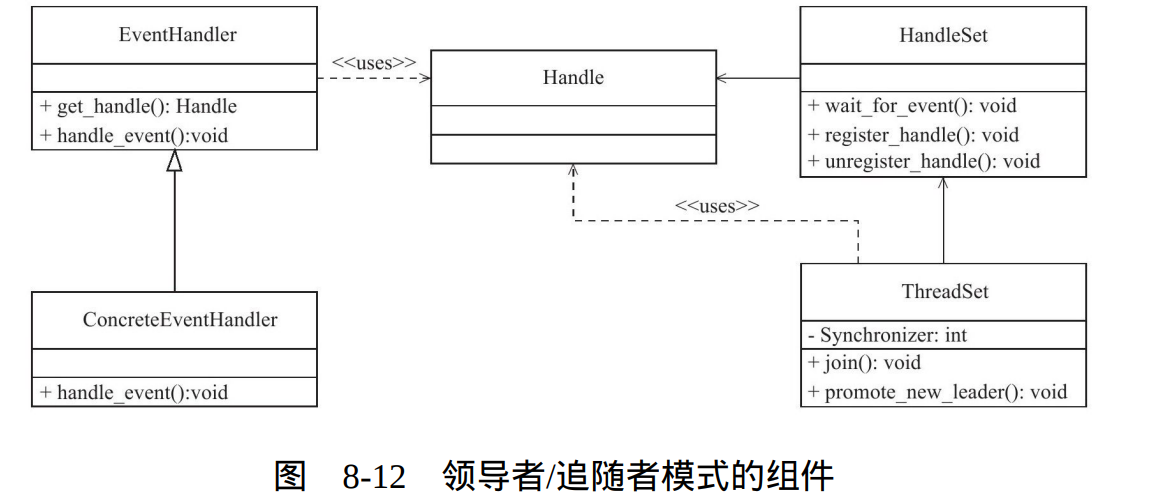 EventHandler
+ get_handle(): Handle
+ handle_event():void
<<uses>>
Handle
HandleSet
+ wait_for_event(): void
+ register_handle(): void
+ unregister_handle(): void
<<uses>>
ConcreteEventHandler
+ handle_event():void
ThreadSet
- Synchronizer: int
+ join(): void
+ promote_new_leader(): void
图 8-12 领导者/追随者模式的组件